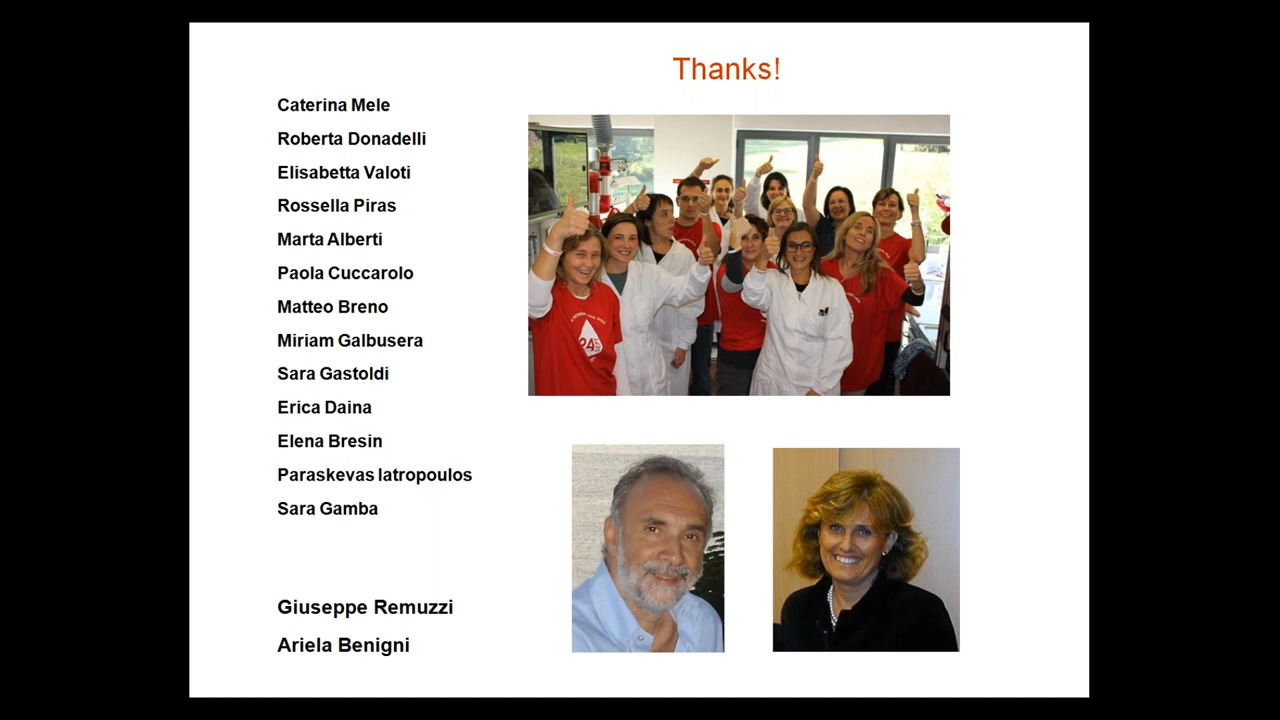 Thanks!
Caterina Mele
Roberta Donadelli
Elisabetta Valoti
Rossella Piras
Marta Alberti
Paola Cuccarolo
Matteo Breno
Miriam Galbusera
Sara Gastoldi
Erica Daina
Elena Bresin
Paraskevas Iatropoulos
Sara Gamba
Giuseppe Remuzzi
Ariela Benigni
24